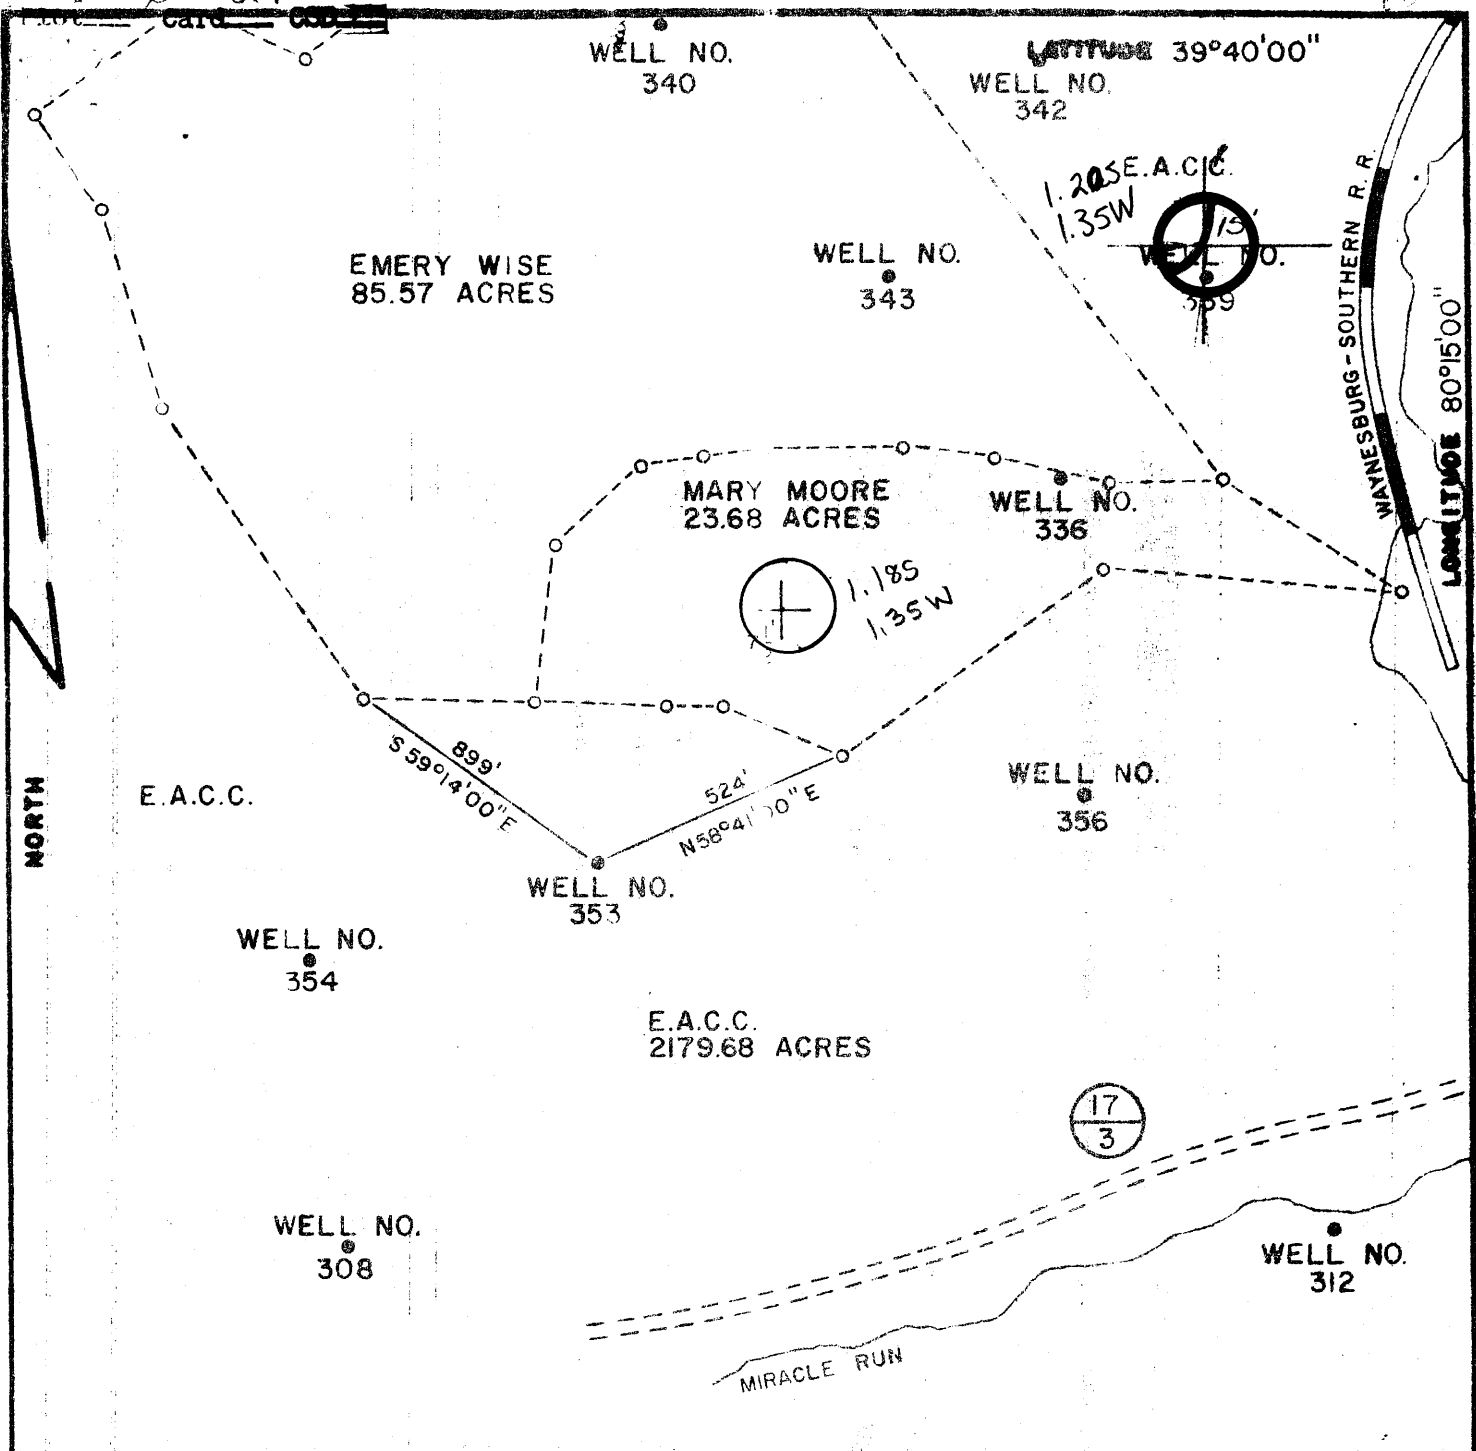 Card
WELL NO.
340
LATITUDE 39°40'00"
WELL NO.
342
E.A.C.C.
1.20S
1.35W
15'
WELL NO.
WAYNESBURG - SOUTHERN R. R.
LONGITUDE 80°15'00"
EMERY WISE
85.57 ACRES
WELL NO.
343
MARY MOORE
23.68 ACRES
WELL NO.
336
1.18S
1.35W
899'
S 59°14'00" E
524'
E.A.C.C.
NORTH
WELL NO.
353
WELL NO.
356
WELL NO.
354
E.A.C.C.
2179.68 ACRES
17
3
WELL NO.
308
WELL NO.
312
MIRACLE RUN